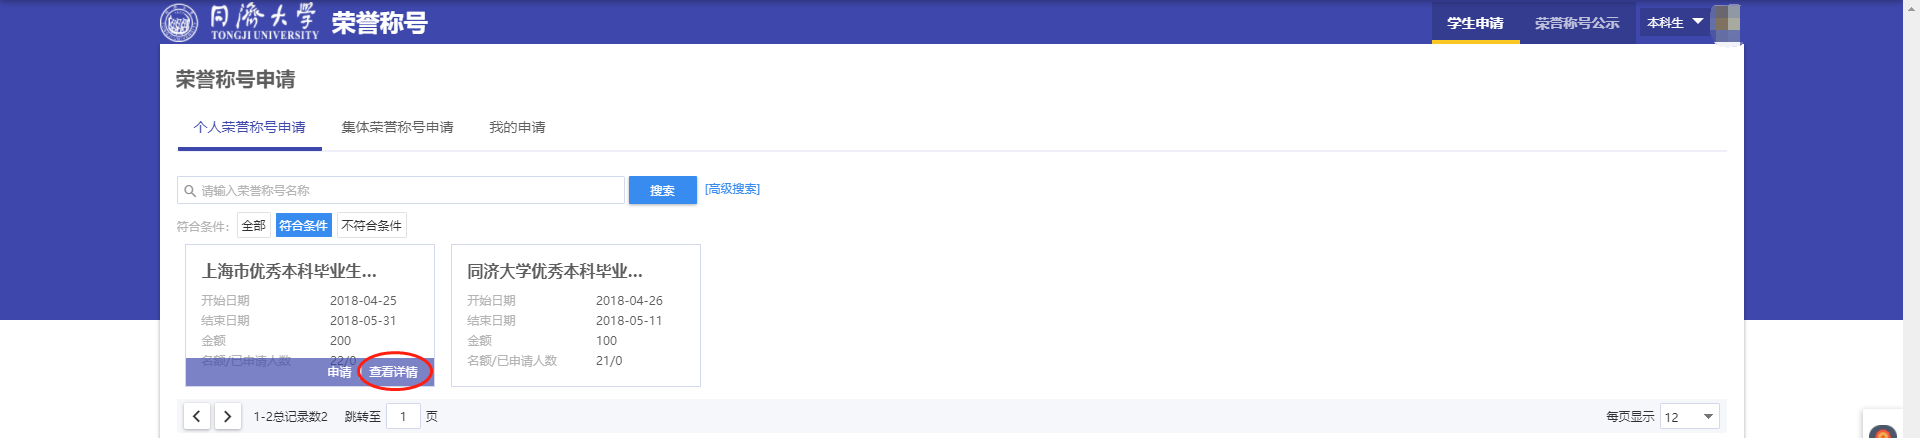 同济大学 TONGJI UNIVERSITY 荣誉称号 学生申请 荣誉称号公示 本科生
荣誉称号申请
个人荣誉称号申请 集体荣誉称号申请 我的申请
请输入荣誉称号名称 搜索 [高级搜索]
符合条件: 全部 符合条件 不符合条件
上海市优秀本科毕业生...
开始日期 2018-04-25
结束日期 2018-05-31
金额 200
名额/已申请人数 22/0
申请 查看详情
同济大学优秀本科毕业...
开始日期 2018-04-26
结束日期 2018-05-11
金额 100
名额/已申请人数 21/0
1-2总记录数2 跳转至 1 页 每页显示 12